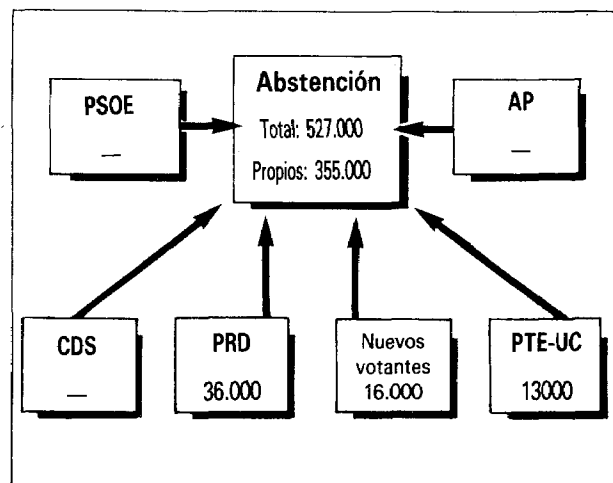 PSOE
—
Abstención
Total: 527.000
Propios: 355.000
AP
—
CDS
—
PRD
36.000
Nuevos
votantes
16.000
PTE-UC
13000